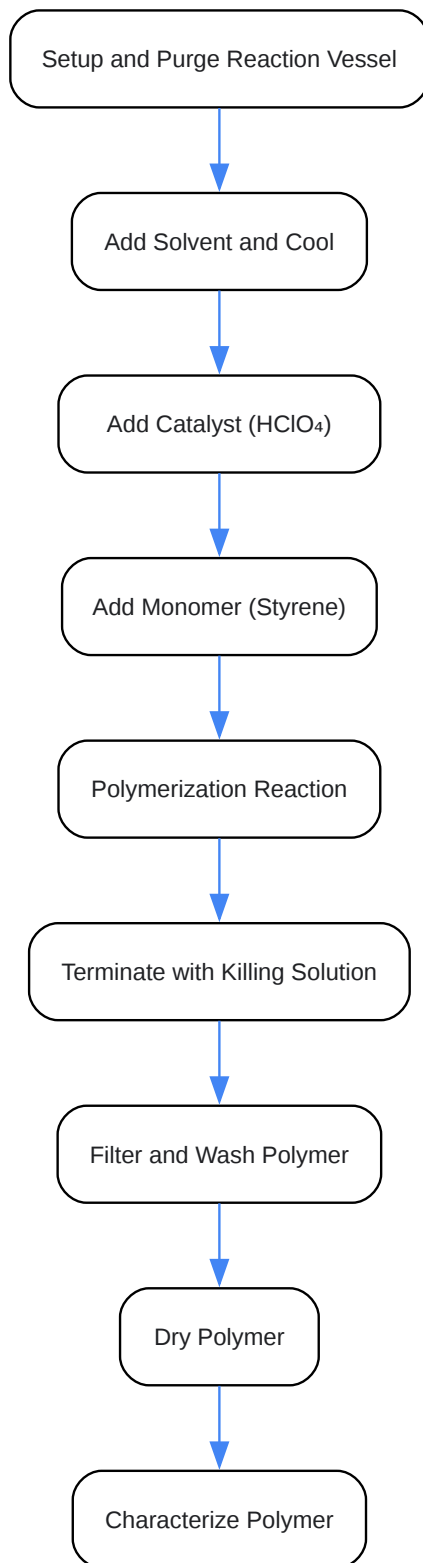 Setup and Purge Reaction Vessel
Add Solvent and Cool
Add Catalyst (HClO₄)
Add Monomer (Styrene)
Polymerization Reaction
Terminate with Killing Solution
Filter and Wash Polymer
Dry Polymer
Characterize Polymer